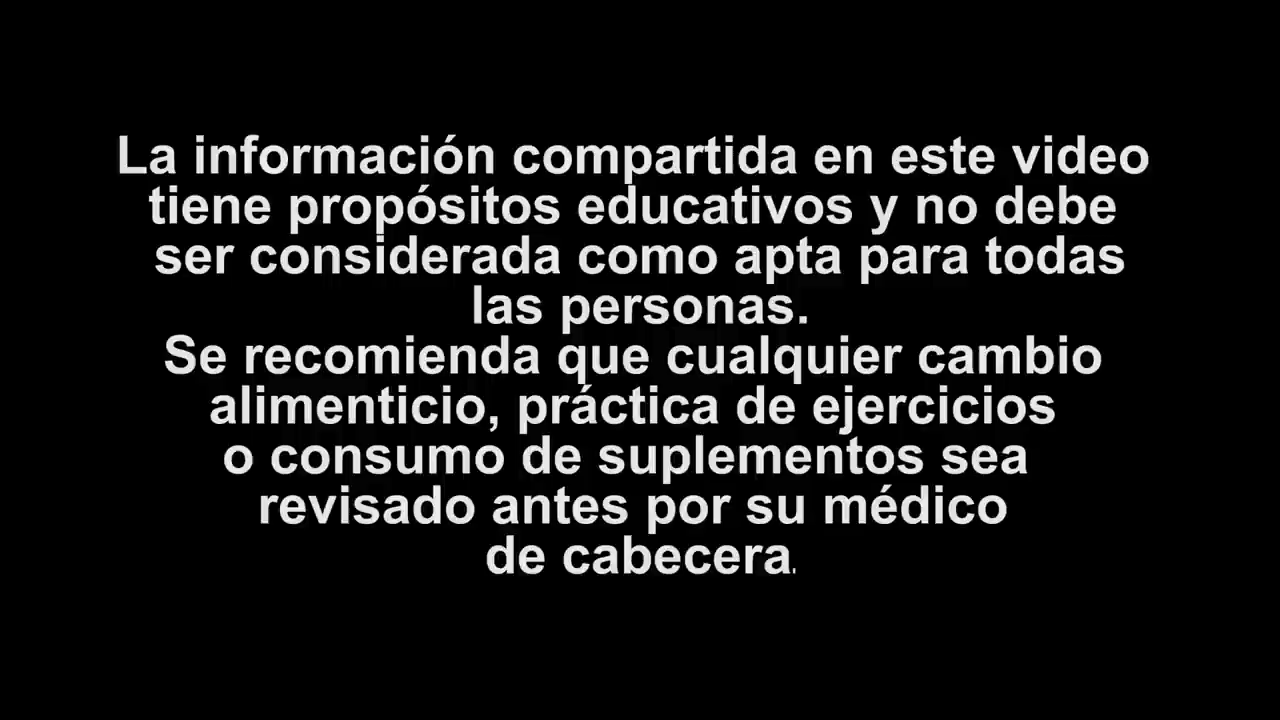 La información compartida en este video
tiene propósitos educativos y no debe
ser considerada como apta para todas
las personas.
Se recomienda que cualquier cambio
alimenticio, práctica de ejercicios
o consumo de suplementos sea
revisado antes por su médico
de cabecera.